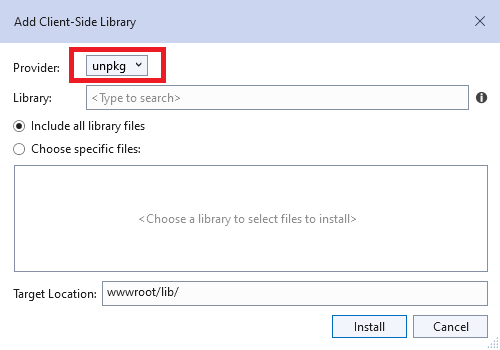 Add Client-Side Library
Provider: unpkg
Library: <Type to search>
Include all library files
Choose specific files:
<Choose a library to select files to install>
Target Location: wwwroot/lib/
Install Cancel